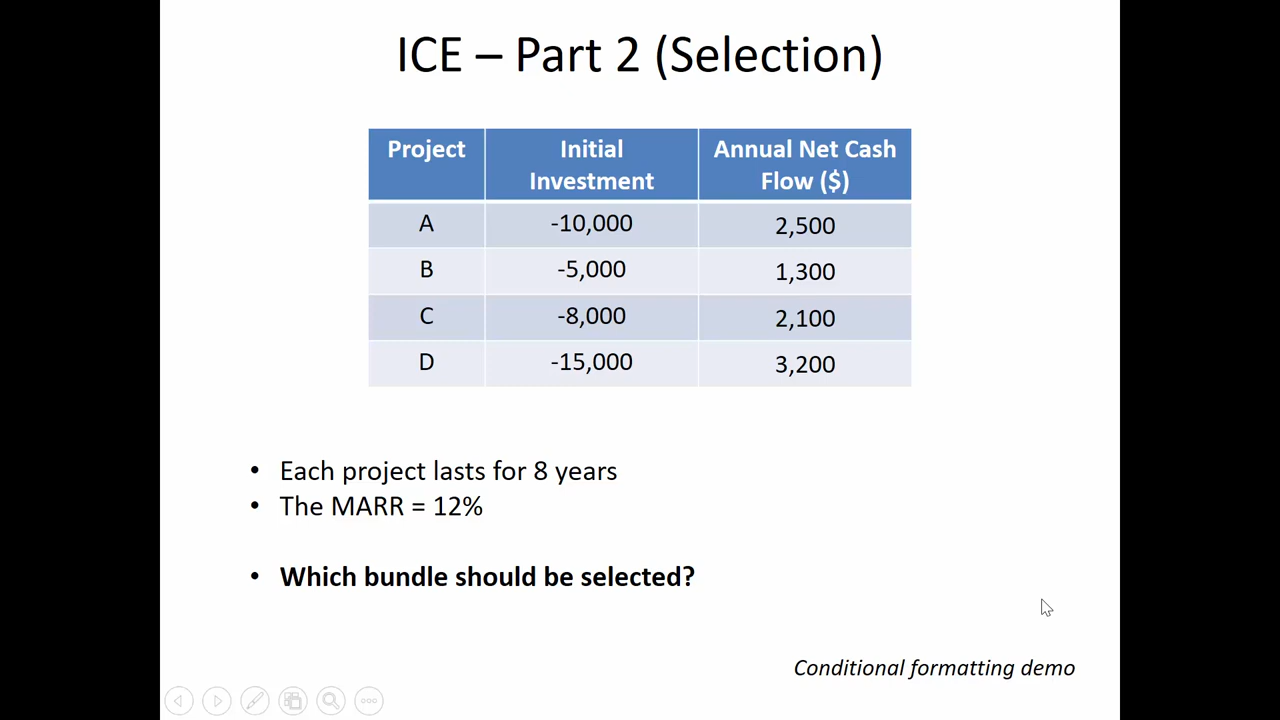 ICE – Part 2 (Selection)
Project Initial Investment Annual Net Cash Flow ($)
A -10,000 2,500
B -5,000 1,300
C -8,000 2,100
D -15,000 3,200
• Each project lasts for 8 years
• The MARR = 12%
• Which bundle should be selected?
Conditional formatting demo